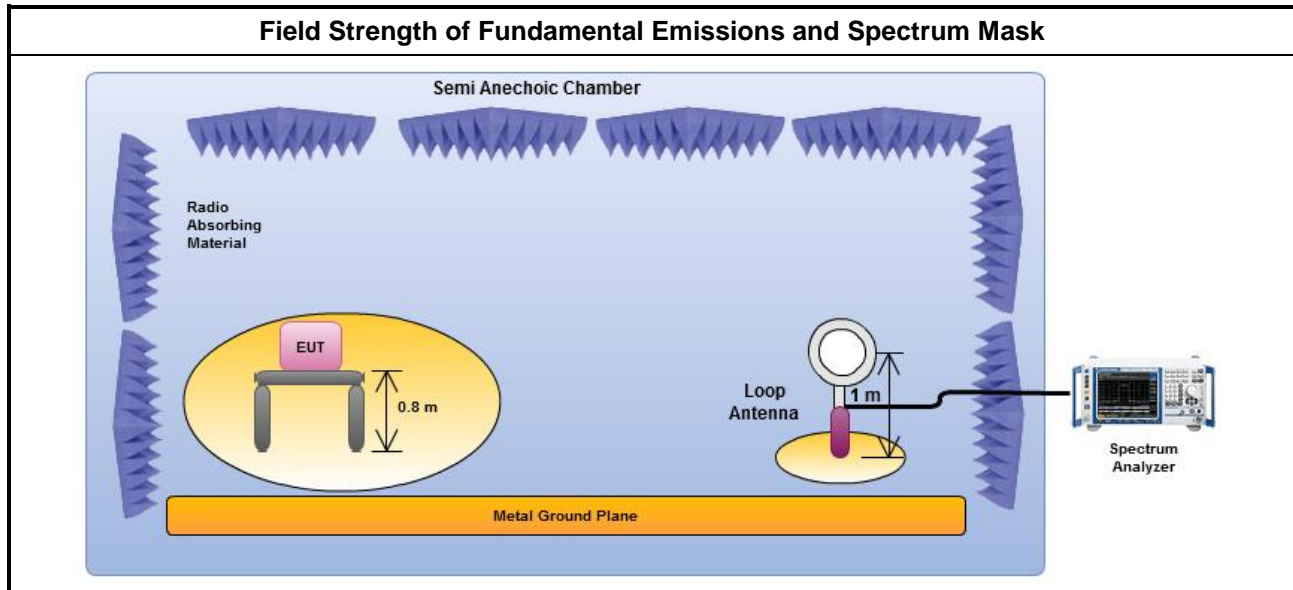 Field Strength of Fundamental Emissions and Spectrum Mask
Semi Anechoic Chamber
Radio
Absorbing
Material
EUT
0.8 m
Loop
Antenna
1 m
Spectrum
Analyzer
Metal Ground Plane